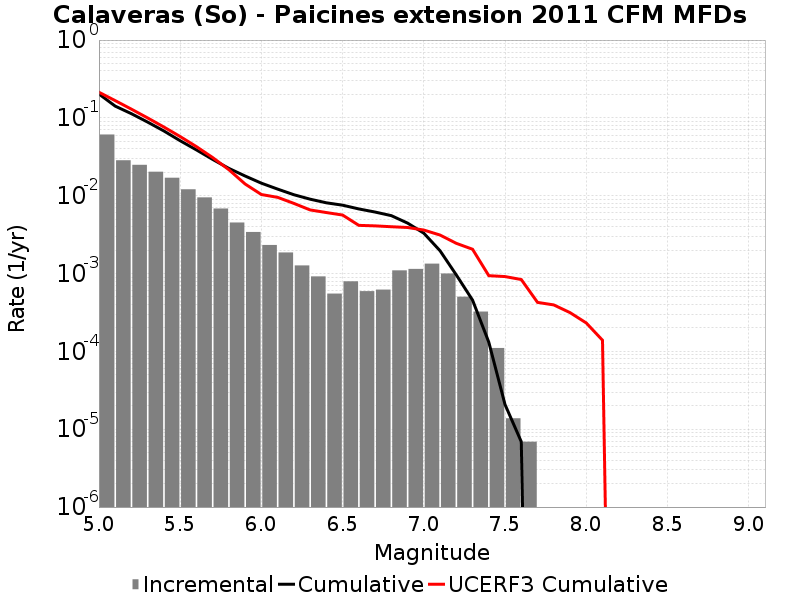 Calaveras (So) - Paicines extension 2011 CFM MFDs
10^0
10^-1
10^-2
10^-3
10^-4
10^-5
10^-6
Rate (1/yr)
5.0 5.5 6.0 6.5 7.0 7.5 8.0 8.5 9.0
Magnitude
Incremental Cumulative UCERF3 Cumulative